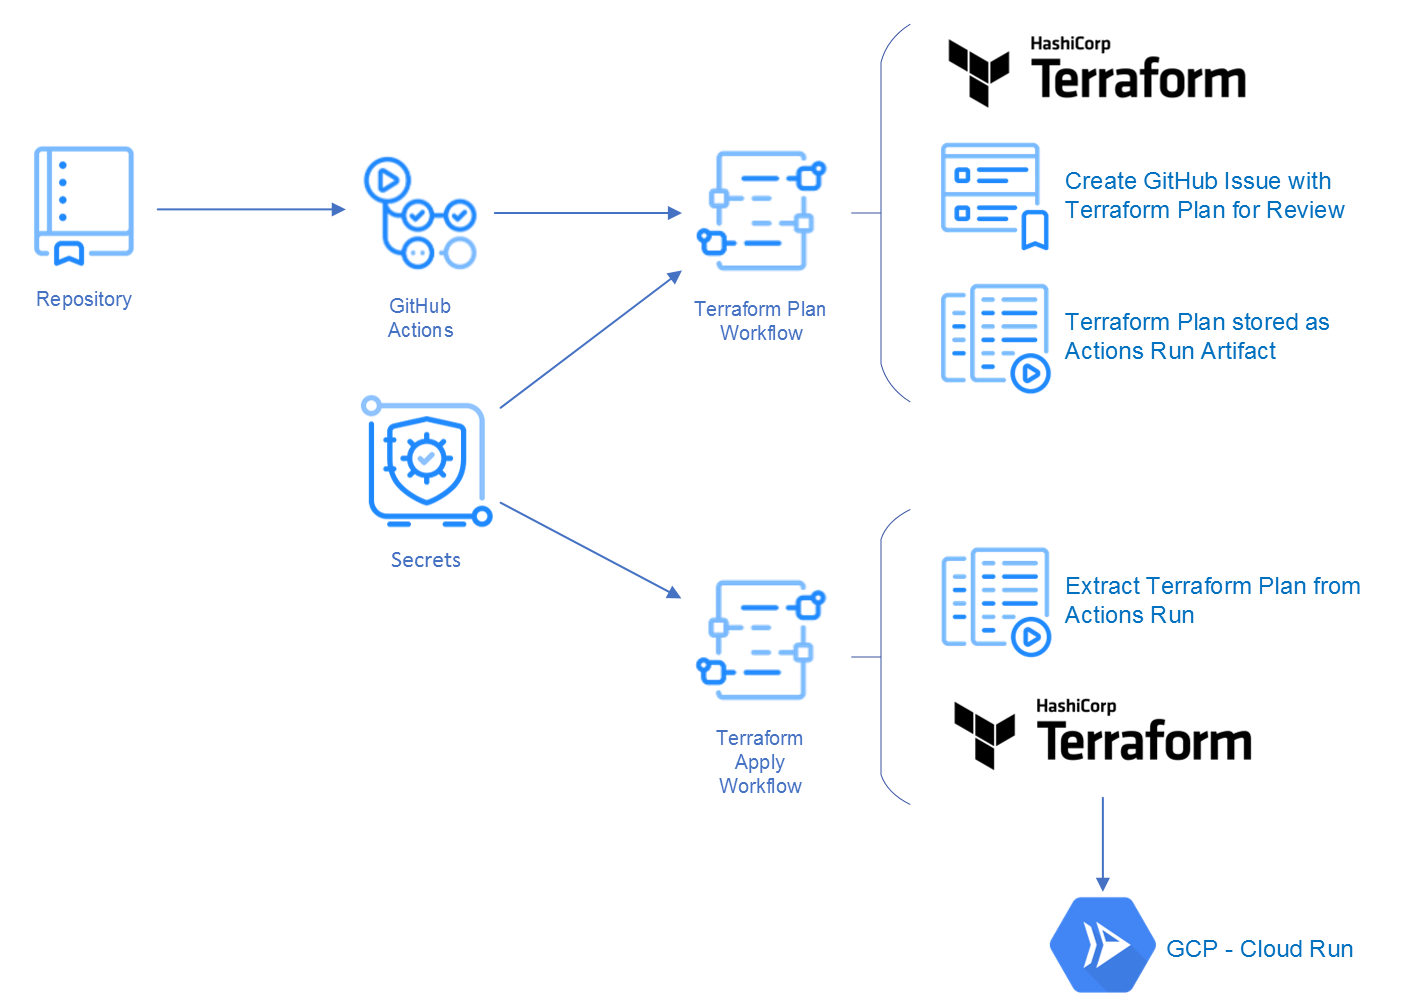 HashiCorp
Terraform
Create GitHub Issue with
Terraform Plan for Review
Repository
GitHub
Actions
Terraform Plan
Workflow
Terraform Plan stored as
Actions Run Artifact
Secrets
Extract Terraform Plan from
Actions Run
Terraform
Apply
Workflow
HashiCorp
Terraform
GCP - Cloud Run